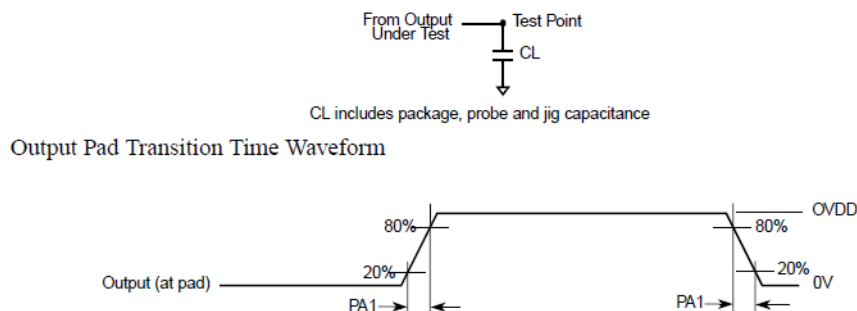 From Output
Under Test
Test Point
CL
CL includes package, probe and jig capacitance
Output Pad Transition Time Waveform
OVDD
80%
80%
20%
20%
Output (at pad)
0V
PA1
PA1